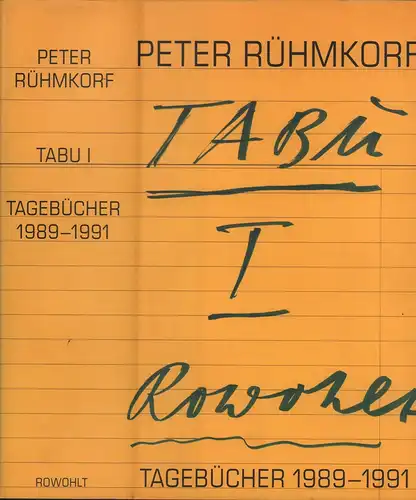 PETER
RÜHMKORF
TABU I
TAGEBÜCHER
1989–1991
ROWOHLT
PETER RÜHMKORF
TABU
I
Rowohlt
TAGEBÜCHER 1989–1991